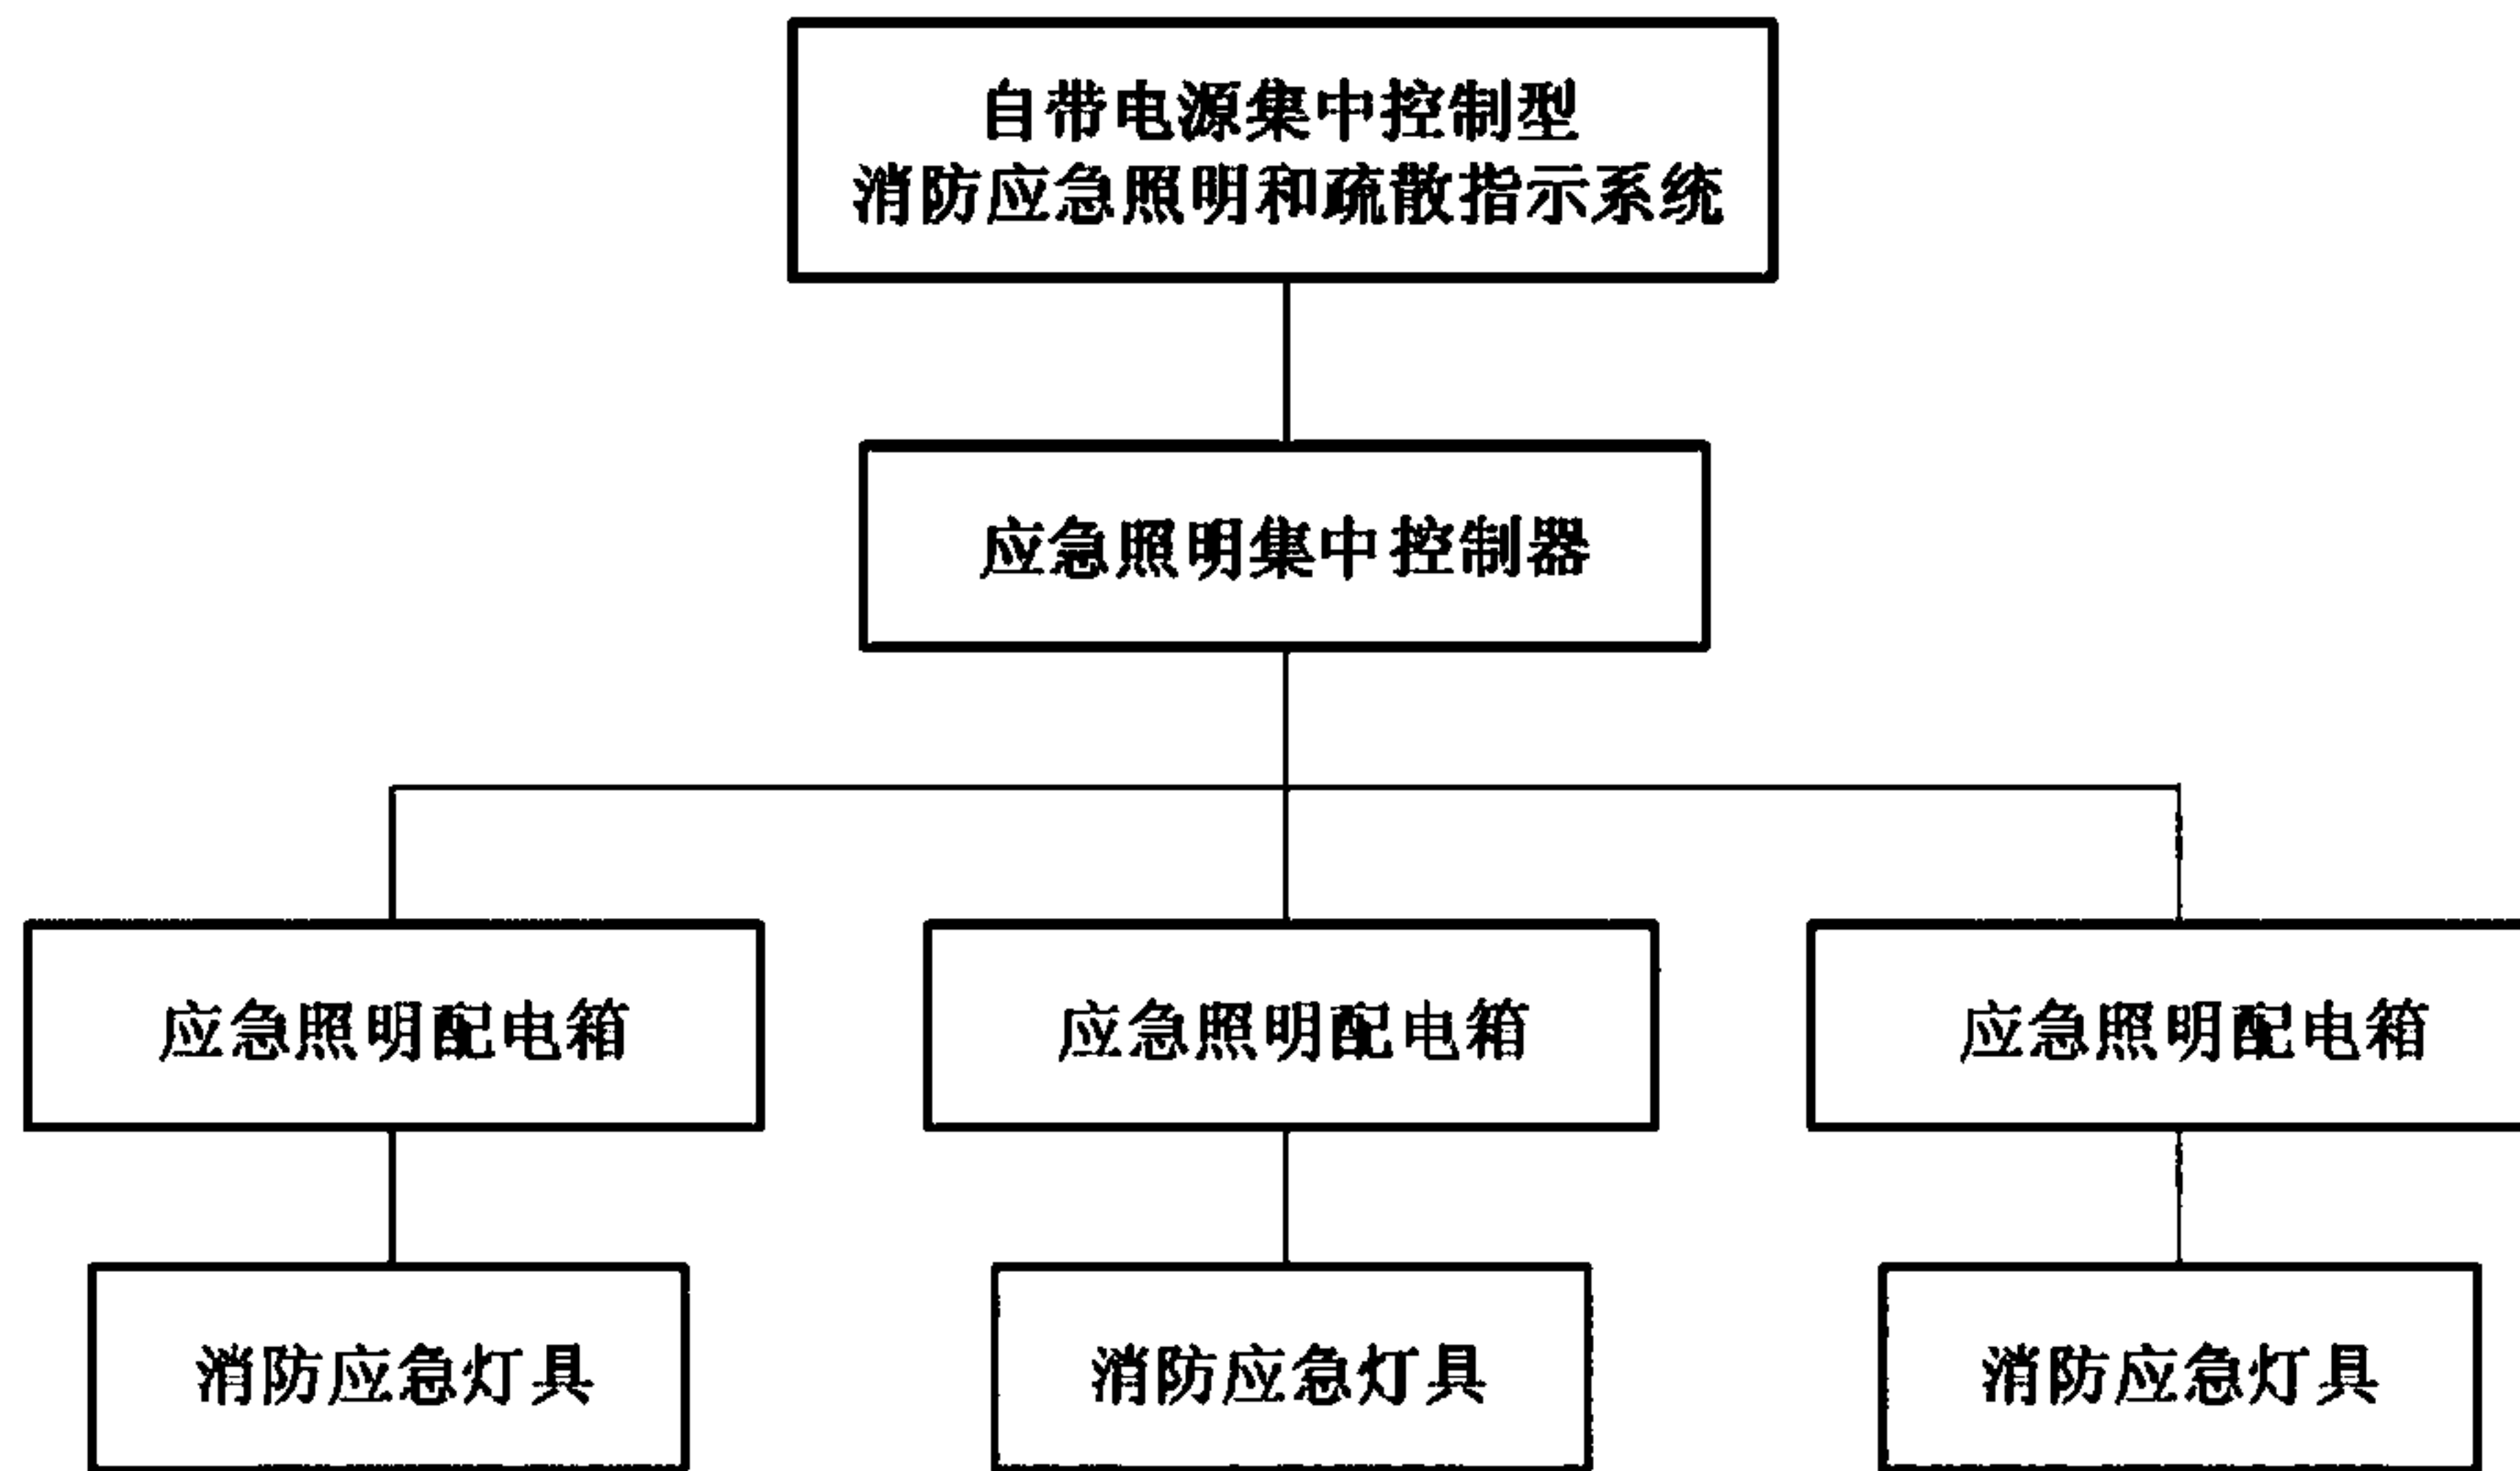 自带电源集中控制型
消防应急照明和疏散指示系统
应急照明集中控制器
应急照明配电箱
应急照明配电箱
应急照明配电箱
消防应急灯具
消防应急灯具
消防应急灯具